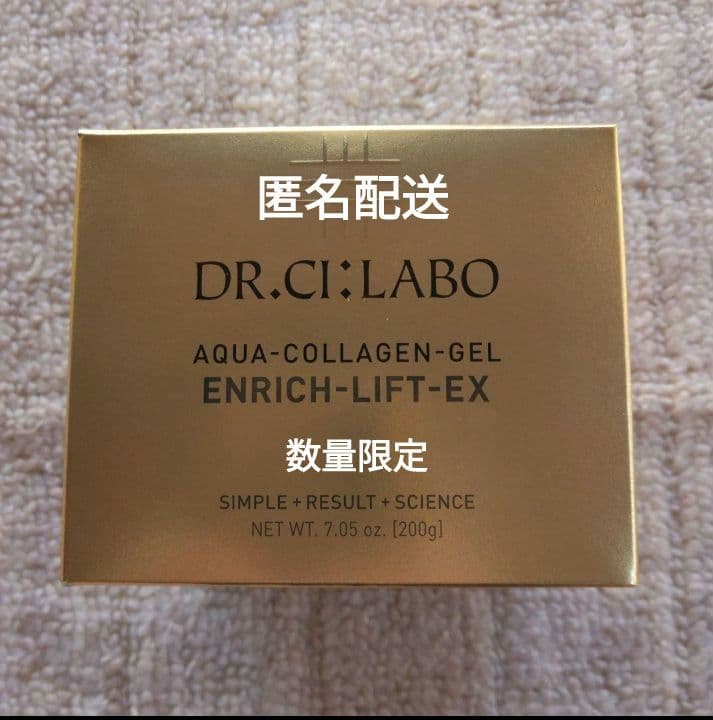 匿名配送
DR.CI:LABO
AQUA-COLLAGEN-GEL
ENRICH-LIFT-EX
数量限定
SIMPLE+RESULT+SCIENCE
NET WT. 7.05 oz. [200g]